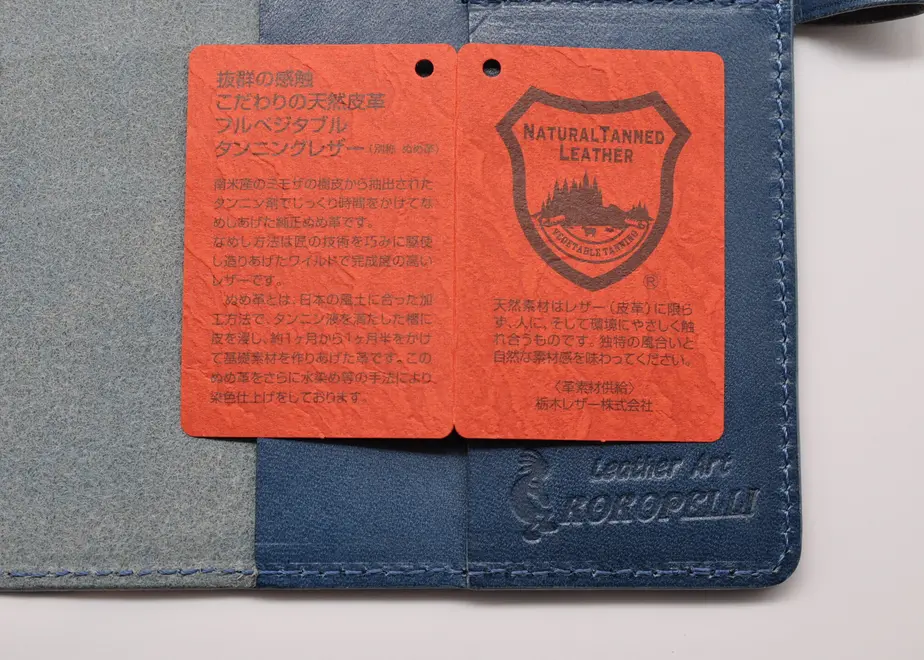 抜群の感触
こだわりの天然皮革
フルベジタブル
タンニングレザー(別紙 ぬめ革)
南米産のミモザの樹皮から抽出された
タンニン剤でじっくり時間をかけてな
めしあげた純正ぬめ革です。
なめし方法は匠の技術を巧みに駆使
し造りあげたワイルドで完成度の高い
レザーです。
ぬめ革とは、日本の風土に合った加
工方法で、タンニン液を満たした槽に
皮を浸し、約1ヶ月から1ヶ月半をかけ
て基礎素材を作りあげた革です。この
ぬめ革をさらに水染め等の手法により
染色仕上げをしております。
NATURAL TANNED
LEATHER
VEGETABLE TANNING
®
天然素材はレザー(皮革)に限ら
ず、人に、そして環境にやさしく触
れ合うものです。独特の風合いと
自然な素材感を味わってください。
〈革素材供給〉
栃木レザー株式会社
Leather Art
KOKOPELLI